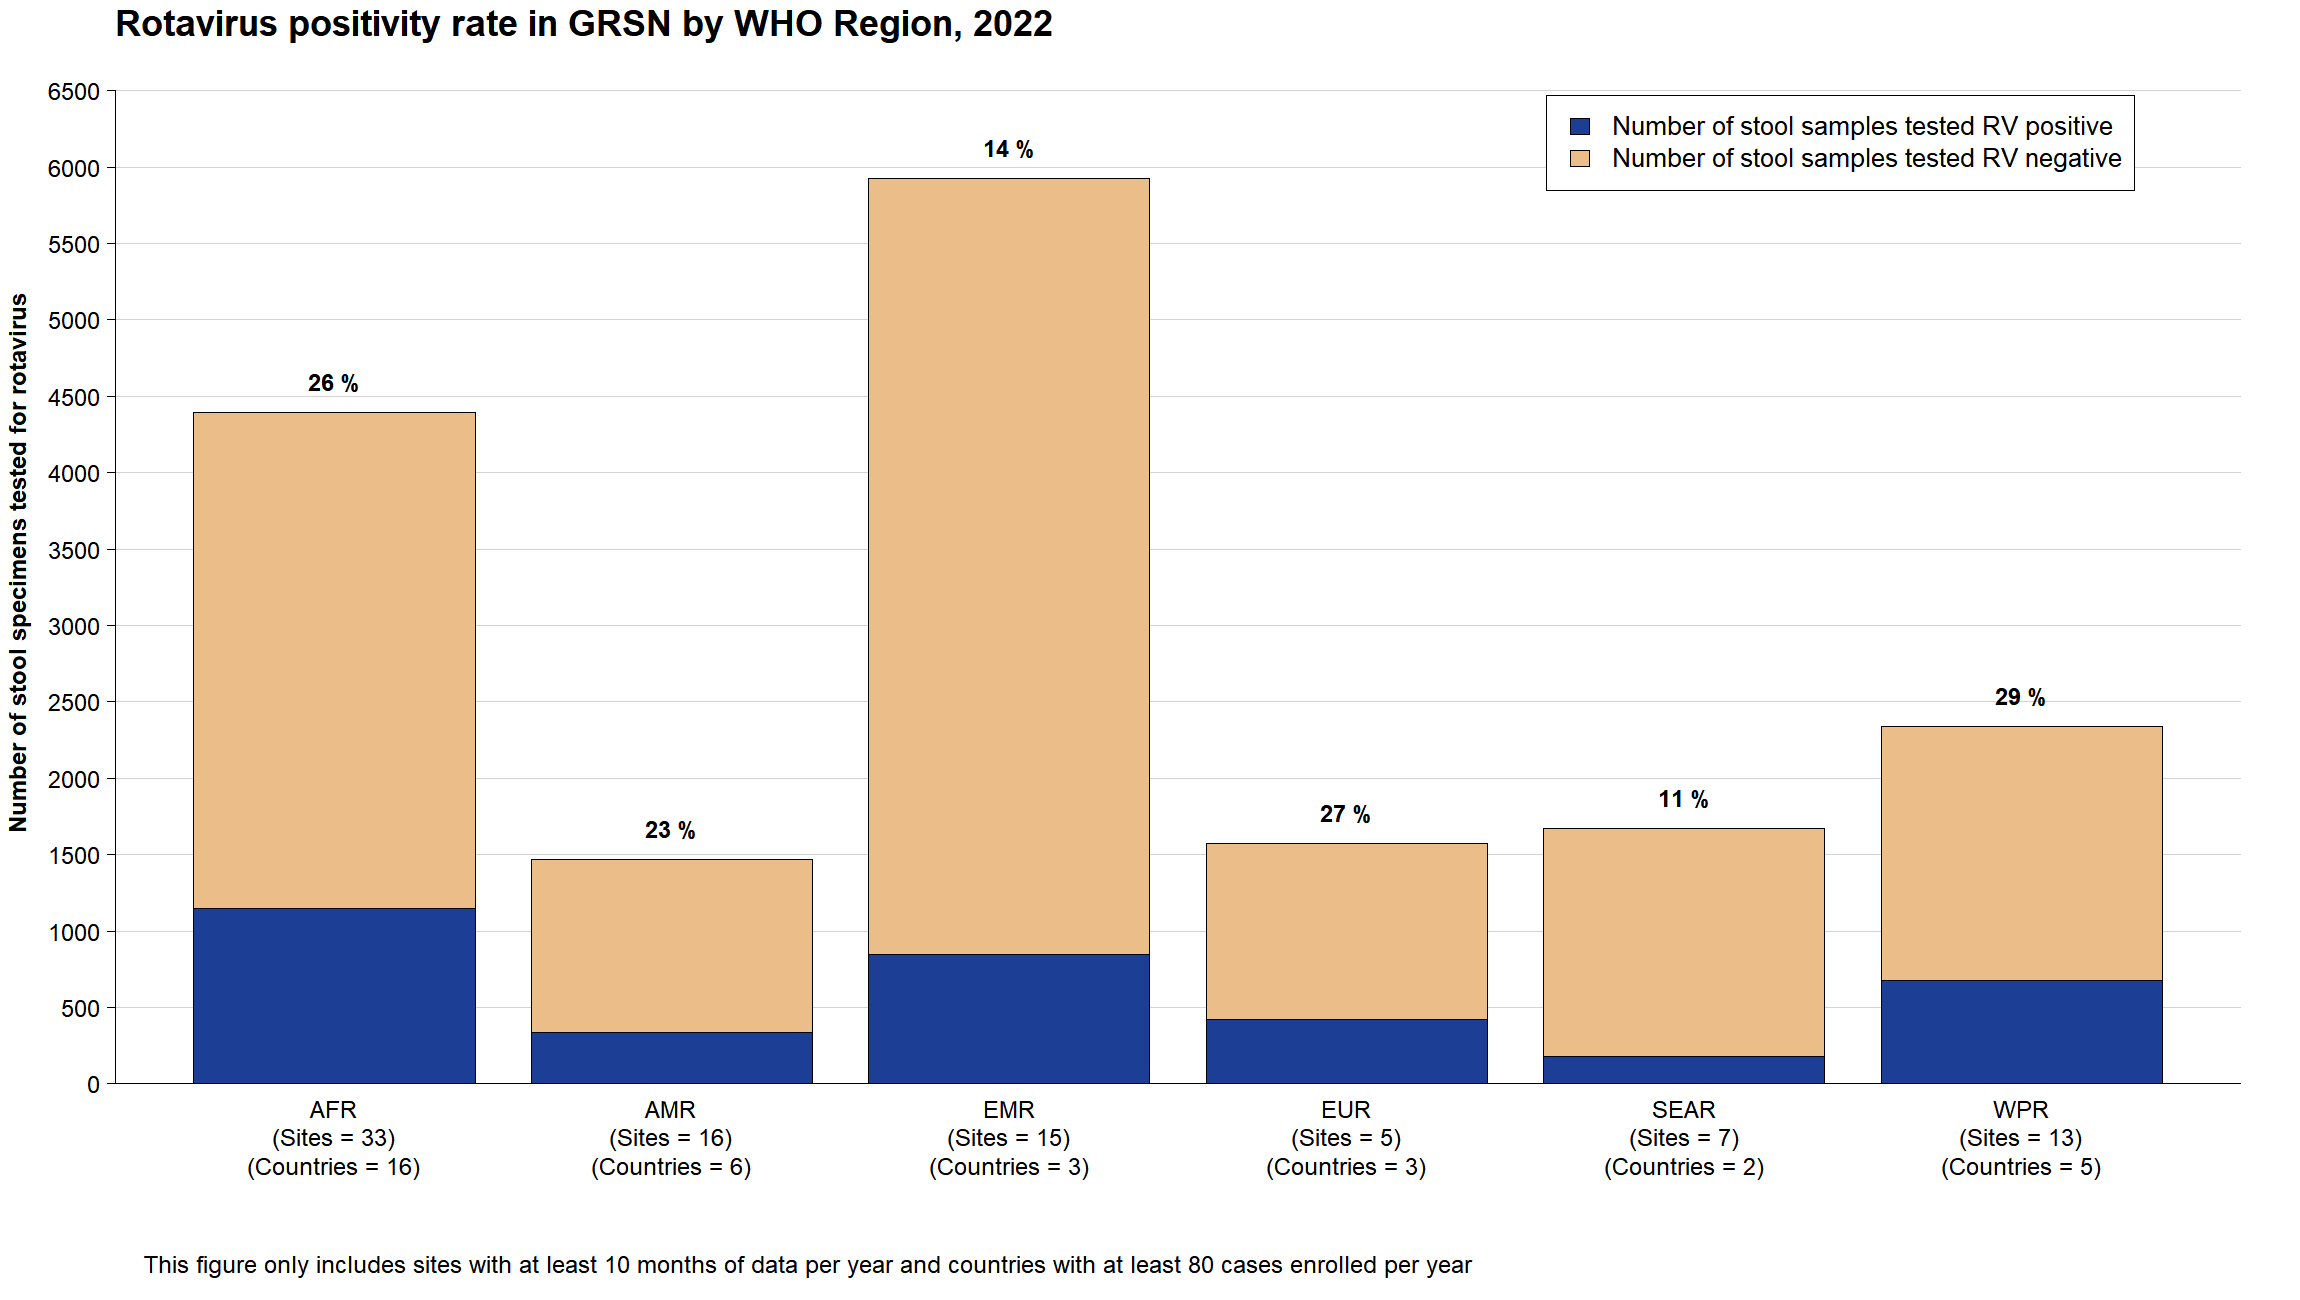 Rotavirus positivity rate in GRSN by WHO Region, 2022
Number of stool specimens tested for rotavirus
6500
6000
5500
5000
4500
4000
3500
3000
2500
2000
1500
1000
500
0
Number of stool samples tested RV positive
Number of stool samples tested RV negative
26 %
23 %
14 %
27 %
11 %
29 %
AFR
(Sites = 33)
(Countries = 16)
AMR
(Sites = 16)
(Countries = 6)
EMR
(Sites = 15)
(Countries = 3)
EUR
(Sites = 5)
(Countries = 3)
SEAR
(Sites = 7)
(Countries = 2)
WPR
(Sites = 13)
(Countries = 5)
This figure only includes sites with at least 10 months of data per year and countries with at least 80 cases enrolled per year